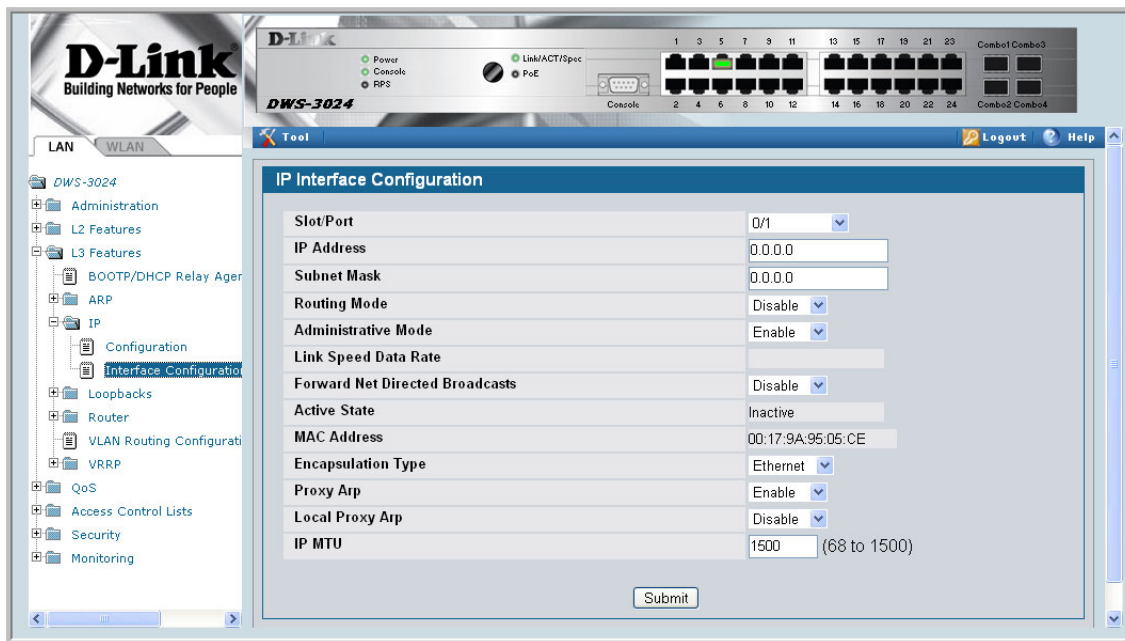 D-Link
Building Networks for People
D-Link
Power
Console
RPS
Link/ACT/Spec
PoE
DWS-3024
Console
1 3 5 7 9 11 13 15 17 19 21 23
Combo1 Combo3
2 4 6 8 10 12 14 16 18 20 22 24
Combo2 Combo4
LAN
WLAN
Tool
Logout
Help
DWS-3024
Administration
L2 Features
L3 Features
BOOTP/DHCP Relay Ager
ARP
IP
Configuration
Interface Configuration
Loopbacks
Router
VLAN Routing Configurati
VRRP
QoS
Access Control Lists
Security
Monitoring
IP Interface Configuration
Slot/Port 0/1
IP Address 0.0.0.0
Subnet Mask 0.0.0.0
Routing Mode Disable
Administrative Mode Enable
Link Speed Data Rate
Forward Net Directed Broadcasts Disable
Active State Inactive
MAC Address 00:17:9A:95:05:CE
Encapsulation Type Ethernet
Proxy Arp Enable
Local Proxy Arp Disable
IP MTU 1500 (68 to 1500)
Submit